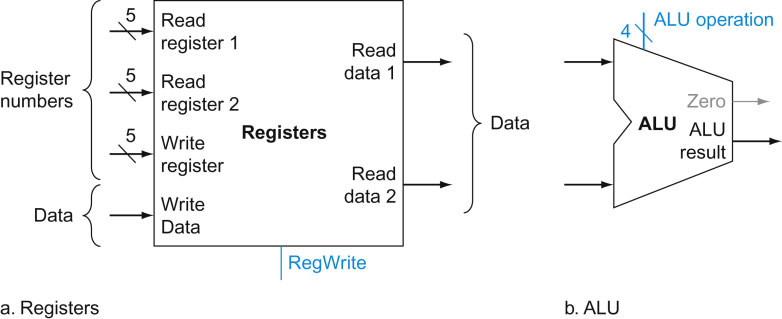 Register
numbers
5
Read
register 1
5
Read
register 2
5
Write
register
Data
Write
Data
Registers
Read
data 1
Read
data 2
Data
RegWrite
a. Registers
4
ALU operation
Zero
ALU
ALU
result
b. ALU